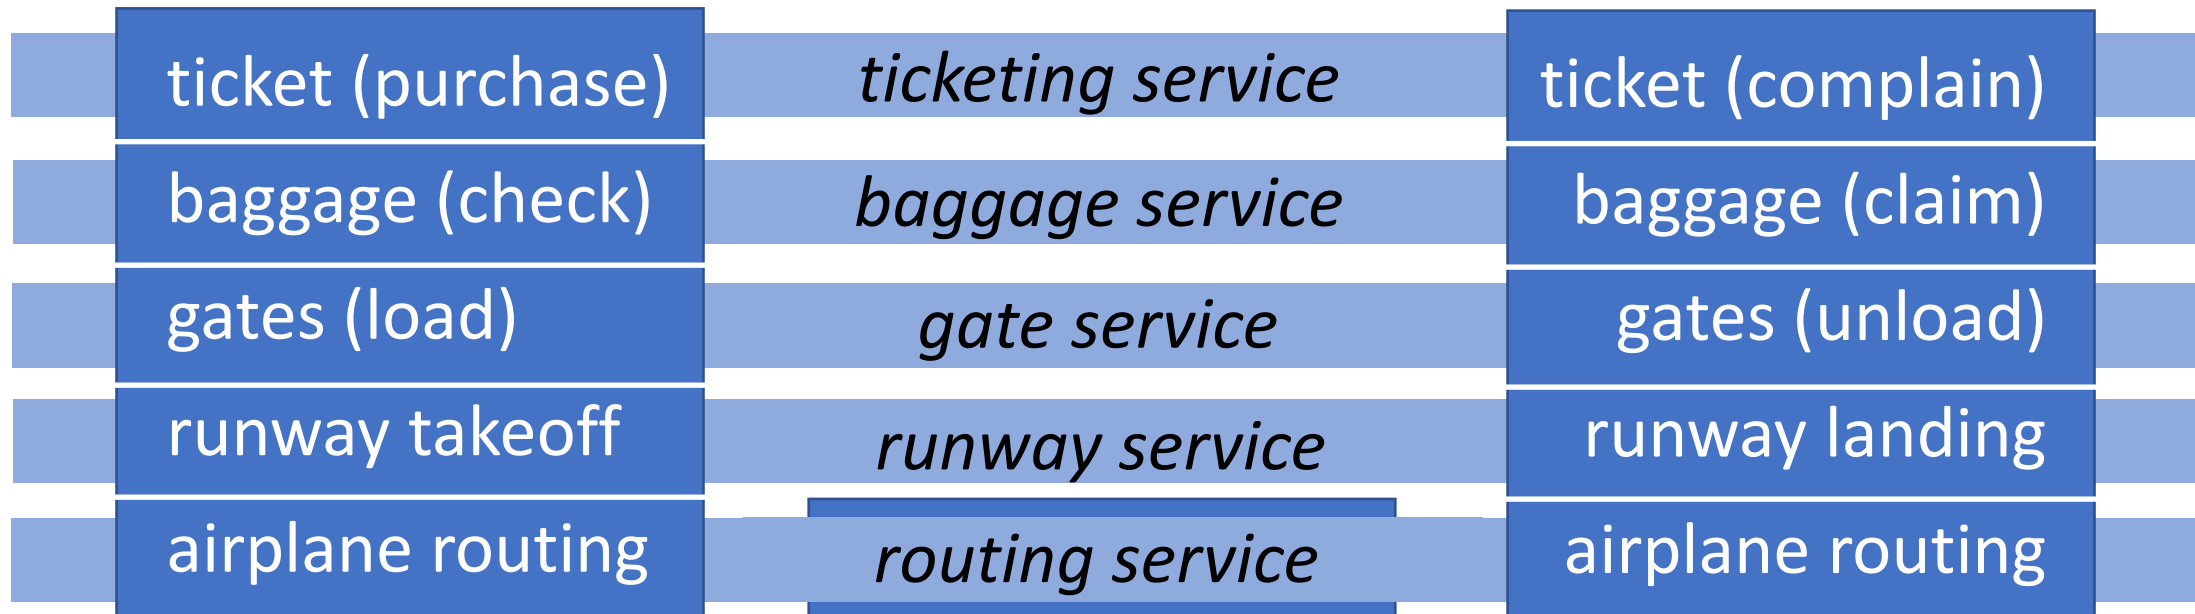 ticket (purchase) ticketing service ticket (complain)
baggage (check) baggage service baggage (claim)
gates (load) gate service gates (unload)
runway takeoff runway service runway landing
airplane routing routing service airplane routing